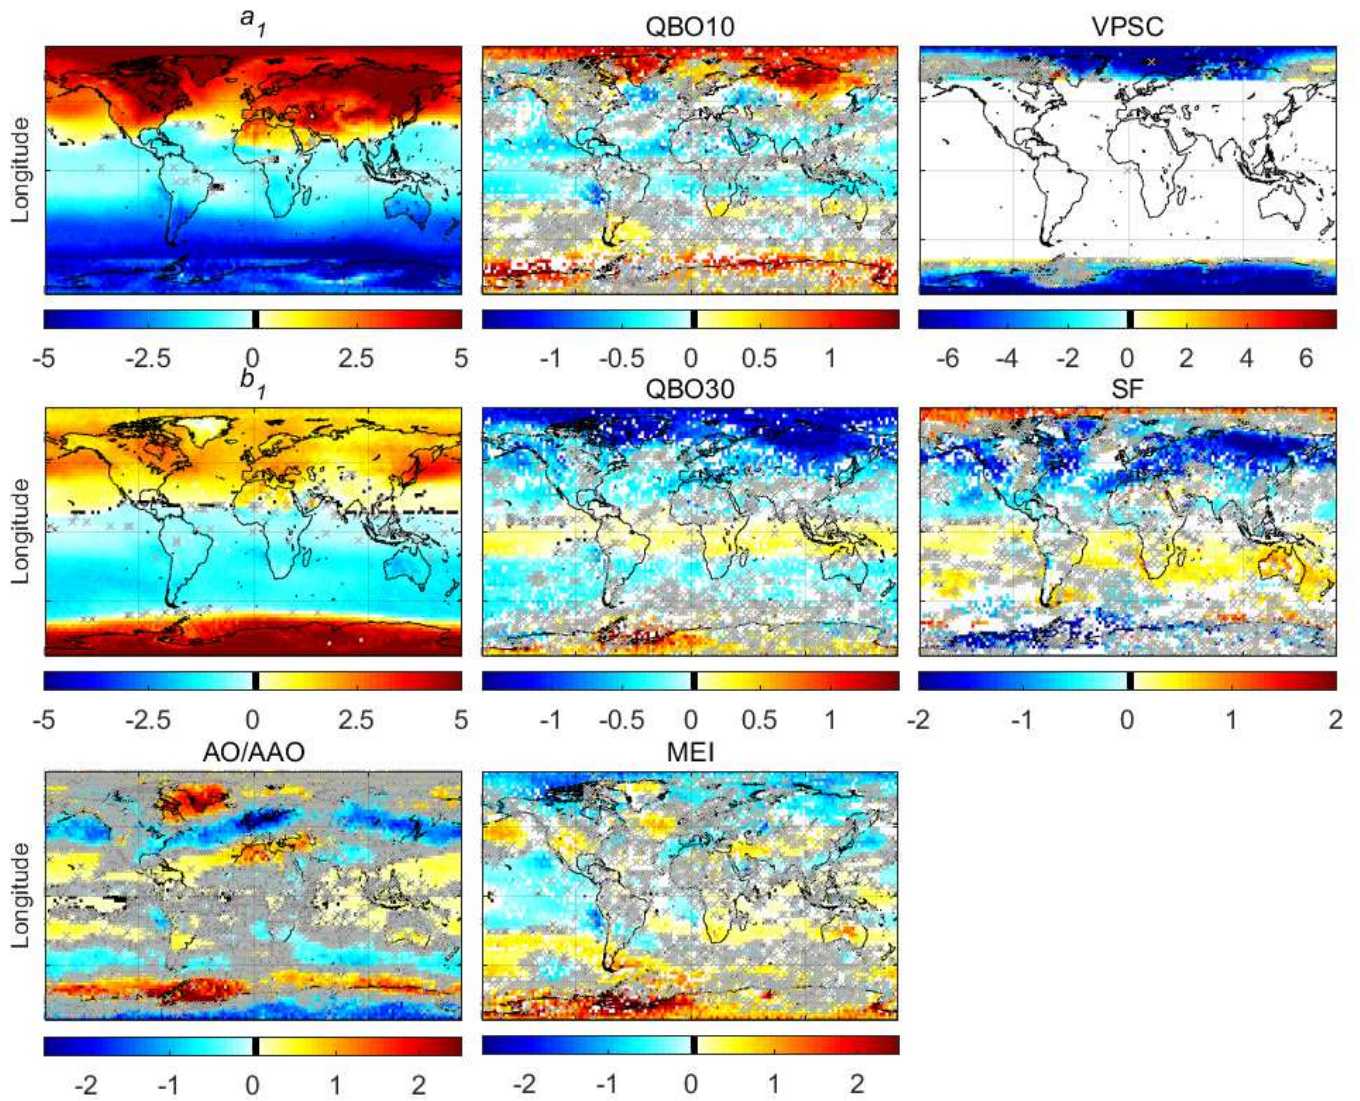 a1 QBO10 VPSC
Longitude
-5 -2.5 0 2.5 5 -1 -0.5 0 0.5 1 -6 -4 -2 0 2 4 6
b1 QBO30 SF
Longitude
-5 -2.5 0 2.5 5 -1 -0.5 0 0.5 1 -2 -1 0 1 2
AO/AAO MEI
Longitude
-2 -1 0 1 2 -2 -1 0 1 2